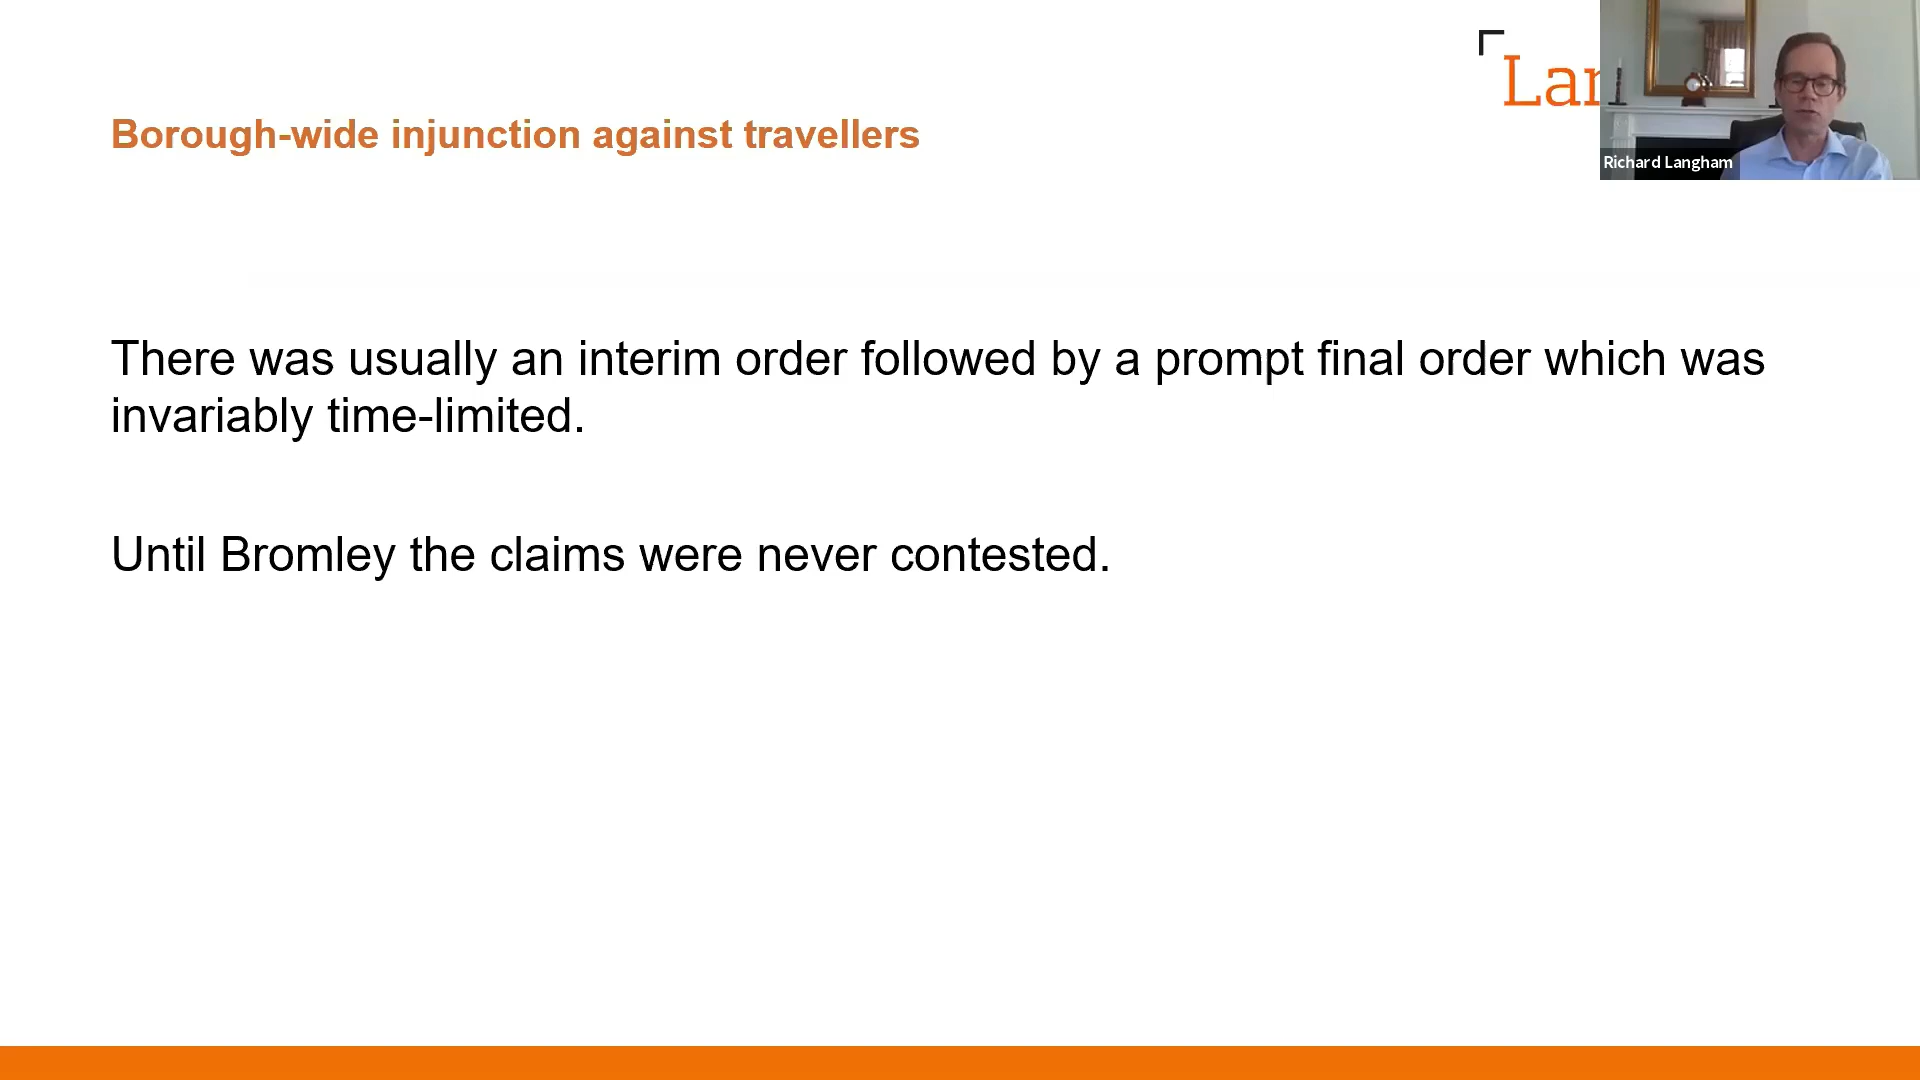 Borough-wide injunction against travellers
Lan
Richard Langham
There was usually an interim order followed by a prompt final order which was
invariably time-limited.
Until Bromley the claims were never contested.